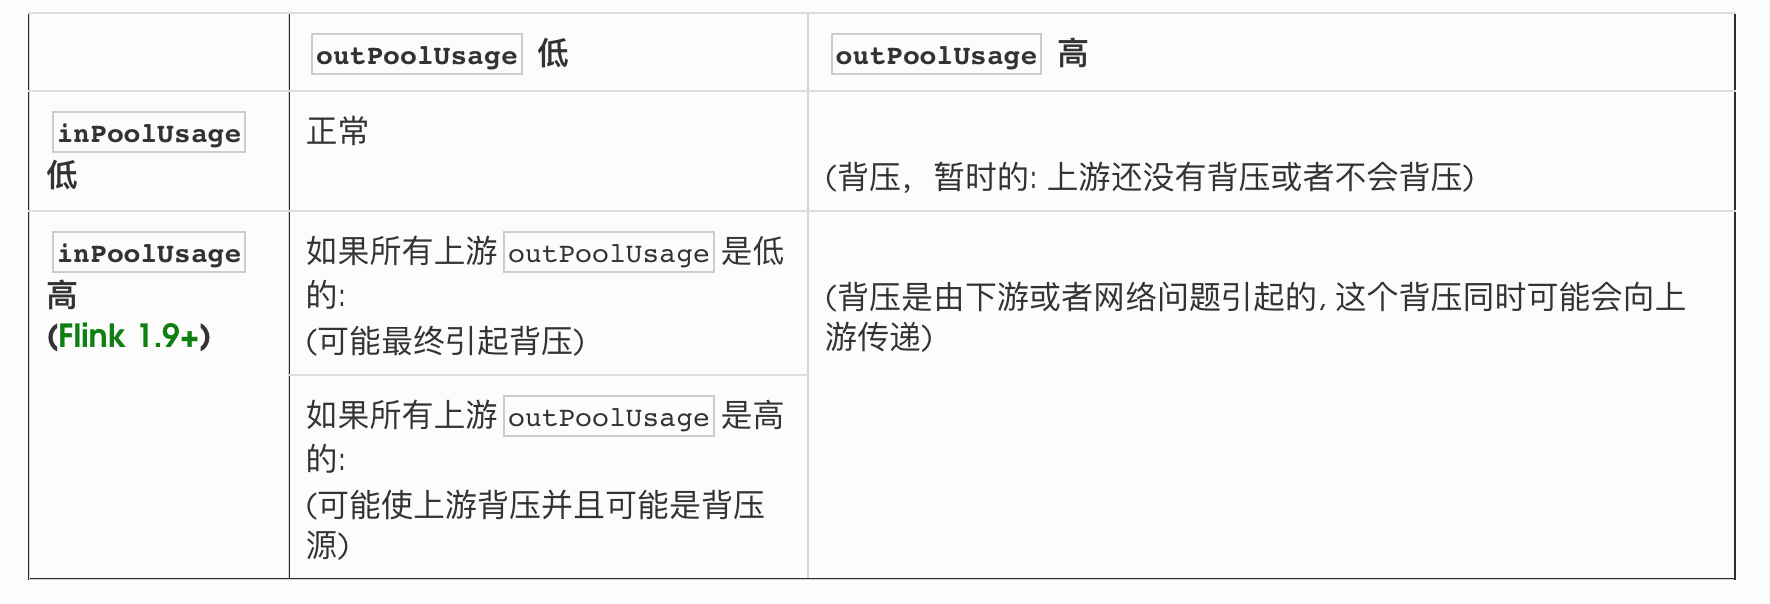 outPoolUsage 低
outPoolUsage 高
inPoolUsage
低
正常
(背压，暂时的: 上游还没有背压或者不会背压)
inPoolUsage
高
(Flink 1.9+)
如果所有上游 outPoolUsage 是低
的:
(可能最终引起背压)
(背压是由下游或者网络问题引起的, 这个背压同时可能会向上
游传递)
如果所有上游 outPoolUsage 是高
的:
(可能使上游背压并且可能是背压
源)